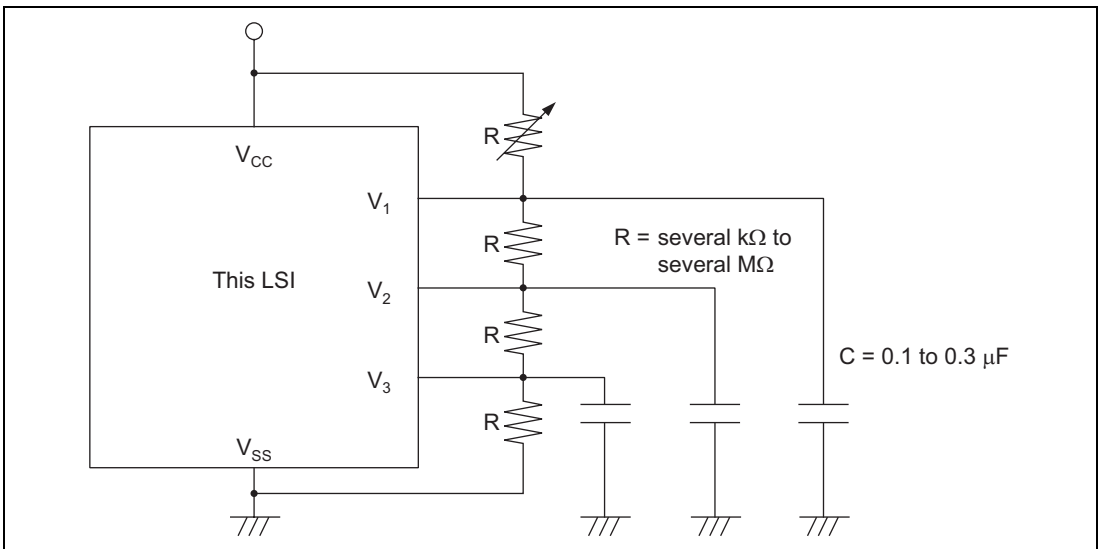 V_CC
R
V_1
R
R = several kΩ to
several MΩ
This LSI
V_2
R
C = 0.1 to 0.3 μF
V_3
R
V_SS